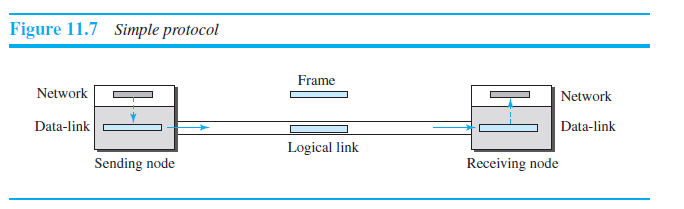 Figure 11.7 Simple protocol
Frame
Network
Network
Data-link
Data-link
Logical link
Sending node
Receiving node